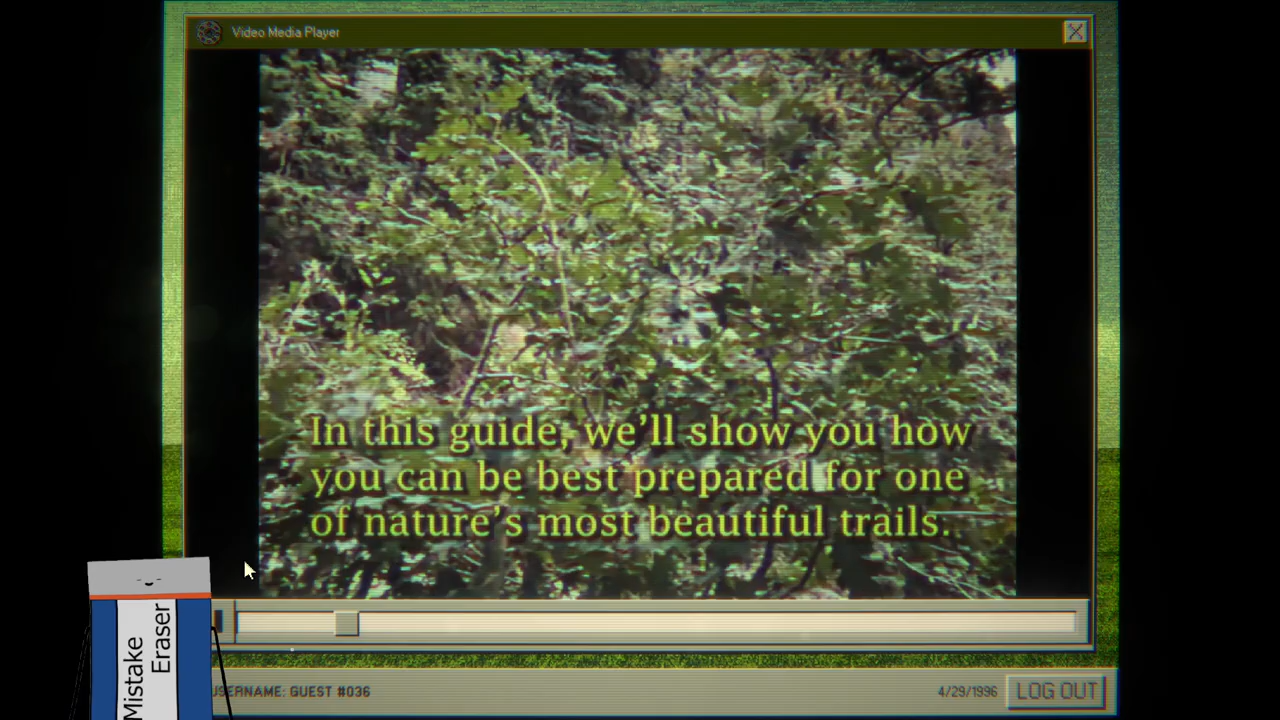 Video Media Player
In this guide, we'll show you how
you can be best prepared for one
of nature's most beautiful trails.
Mistake
Eraser
USERNAME: GUEST #036
4/29/1996
LOG OUT